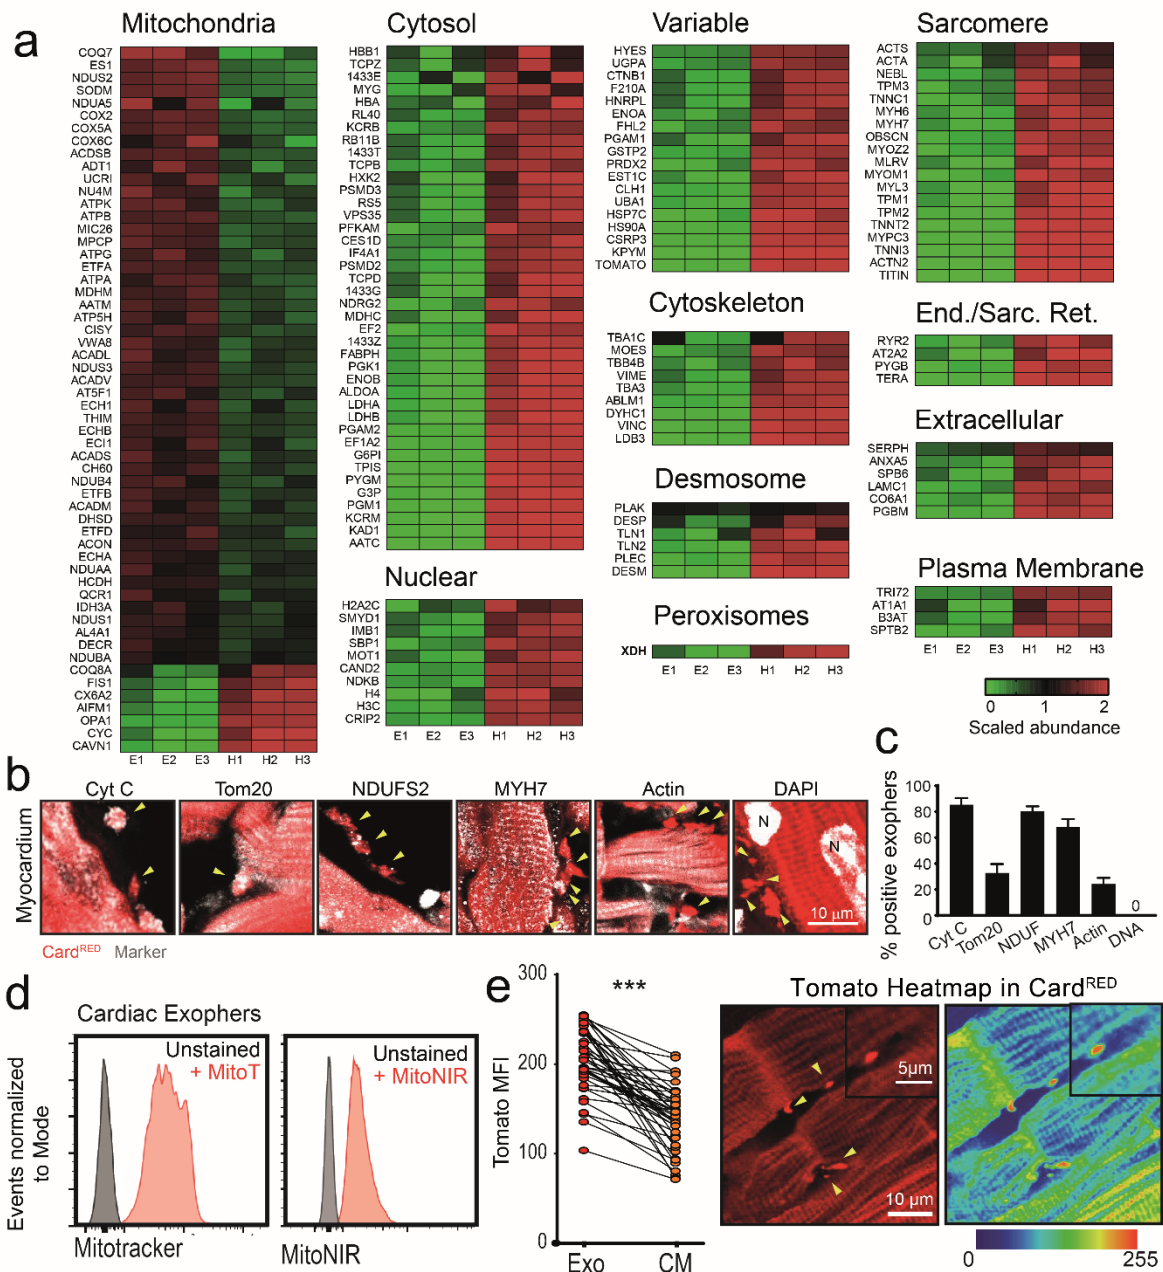 a
Mitochondria
COQ7
ES1
NDUS2
SODM
NDUA5
COX2
COX5A
COX6C
ACDSB
ADT1
UCRI
NU4M
ATPK
ATPB
MIC26
MPCP
ATPG
ETFA
ATPA
MDHM
AATM
ATP5H
CISY
VWA8
ACADL
NDUS3
ACADV
AT5F1
ECH1
THIM
ECHB
ECI1
ACADS
CH60
NDUB4
ETFB
ACADM
DHSD
ETFD
ACON
ECHA
NDUAA
HCDH
QCR1
IDH3A
NDUS1
AL4A1
DECR
NDUBA
COQ8A
FIS1
CX6A2
AIFM1
OPA1
CYC
CAVN1
E1 E2 E3 H1 H2 H3
Cytosol
HBB1
TCPZ
1433E
MYG
HBA
RL40
KCRB
RB11B
1433T
TCPB
HXK2
PSMD3
RS5
VPS35
PFKAM
CES1D
IF4A1
PSMD2
TCPD
1433G
NDRG2
MDHC
EF2
1433Z
FABPH
PGK1
ENOB
ALDOA
LDHA
LDHB
PGAM2
EF1A2
G6PI
TPIS
PYGM
G3P
PGM1
KCRM
KAD1
AATC
Nuclear
H2A2C
SMYD1
IMB1
SBP1
MOT1
CAND2
NDKB
H4
H3C
CRIP2
E1 E2 E3 H1 H2 H3
Variable
HYES
UGPA
CTNB1
F210A
HNRPL
ENOA
FHL2
PGAM1
GSTP2
PRDX2
EST1C
CLH1
UBA1
HSP7C
HS90A
CSRP3
KPYM
TOMATO
Cytoskeleton
TBA1C
MOES
TBB4B
VIME
TBA3
ABLM1
DYHC1
VINC
LDB3
Desmosome
PLAK
DESP
TLN1
TLN2
PLEC
DESM
Peroxisomes
XDH
E1 E2 E3 H1 H2 H3
Sarcomere
ACTS
ACTA
NEBL
TPM3
TNNC1
MYH6
MYH7
OBSCN
MYOZ2
MLRV
MYOM1
MYL3
TPM1
TPM2
TNNT2
MYPC3
TNNI3
ACTN2
TITIN
End./Sarc. Ret.
RYR2
AT2A2
PYGB
TERA
Extracellular
SERPH
ANXA5
SPB6
LAMC1
CO6A1
PGBM
Plasma Membrane
TRI72
AT1A1
B3AT
SPTB2
E1 E2 E3 H1 H2 H3
0 1 2
Scaled abundance
b
Cyt C Tom20 NDUFS2 MYH7 Actin DAPI
Myocardium
N
N
10 µm
CardRED Marker
c
% positive exophers
100
80
60
40
20
0
0
Cyt C Tom20 NDUF MYH7 Actin DNA
d
Cardiac Exophers
Events normalized
to Mode
Unstained
+ MitoT
Mitotracker
Unstained
+ MitoNIR
MitoNIR
e
Tomato MFI
300
200
100
0
***
Exo CM
Tomato Heatmap in CardRED
5µm
10 µm
0 255